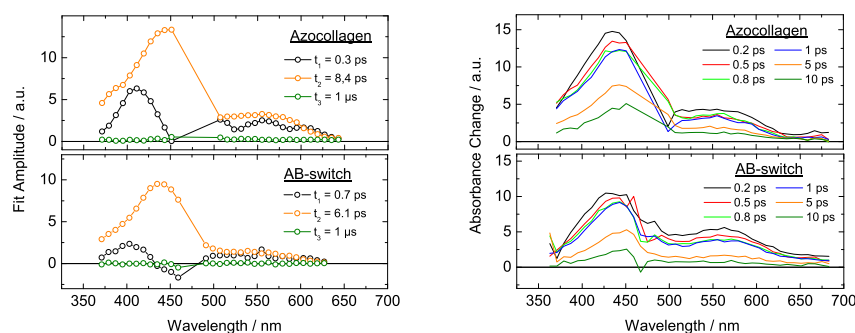 Azocollagen
t1 = 0.3 ps
t2 = 8,4 ps
t3 = 1 µs
10
5
0
AB-switch
t1 = 0.7 ps
t2 = 6.1 ps
t3 = 1 µs
10
5
0
Fit Amplitude / a.u.
350 400 450 500 550 600 650 700
Wavelength / nm
Azocollagen
0.2 ps 1 ps
0.5 ps 5 ps
0.8 ps 10 ps
15
10
5
0
AB-switch
0.2 ps 1 ps
0.5 ps 5 ps
0.8 ps 10 ps
15
10
5
0
Absorbance Change / a.u.
350 400 450 500 550 600 650 700
Wavelength / nm